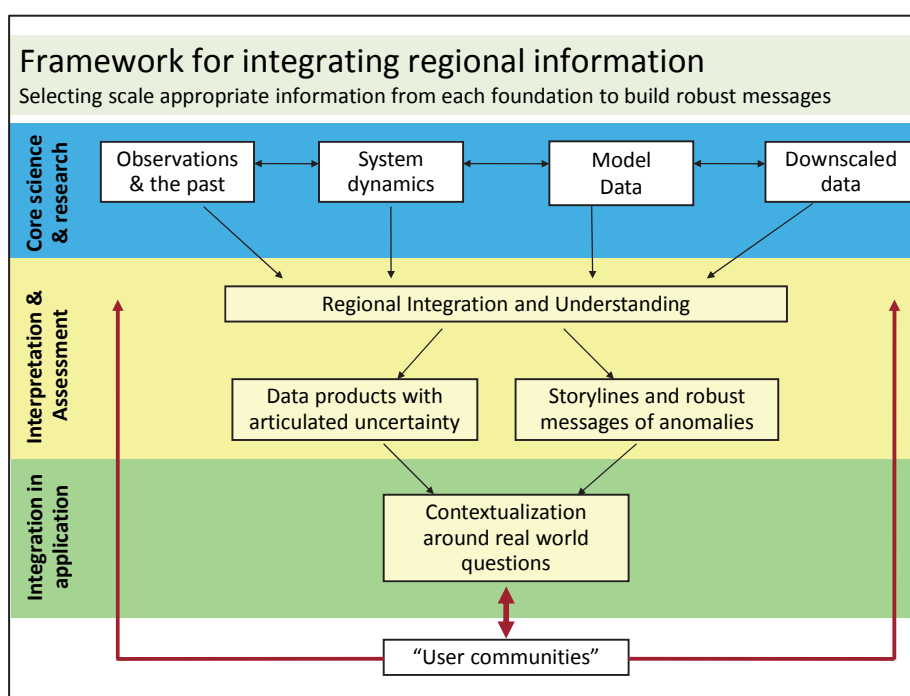 Framework for integrating regional information
Selecting scale appropriate information from each foundation to build robust messages
Core science
& research
Observations
& the past
System
dynamics
Model
Data
Downscaled
data
Interpretation &
Assessment
Regional Integration and Understanding
Data products with
articulated uncertainty
Storylines and robust
messages of anomalies
Integration in
application
Contextualization
around real world
questions
“User communities”